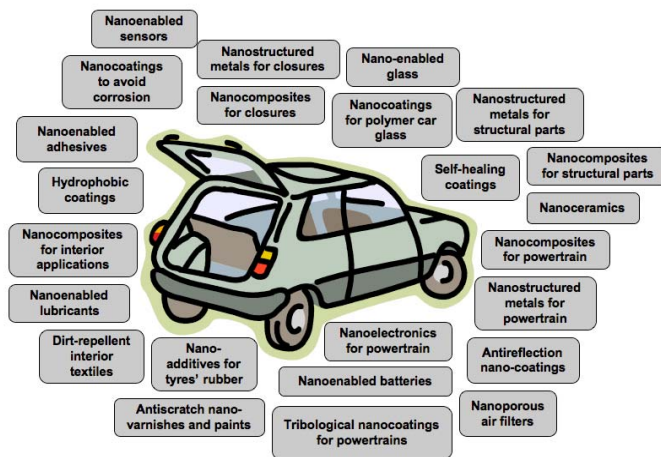 Nanoenabled
sensors
Nanostructured
metals for closures
Nano-enabled
glass
Nanocoatings
to avoid
corrosion
Nanocomposites
for closures
Nanocoatings
for polymer car
glass
Nanostructured
metals for
structural parts
Nanoenabled
adhesives
Self-healing
coatings
Nanocomposites
for structural parts
Hydrophobic
coatings
Nanoceramics
Nanocomposites
for interior
applications
Nanocomposites
for powertrain
Nanoenabled
lubricants
Nanostructured
metals for
powertrain
Dirt-repellent
interior
textiles
Nano-
additives for
tyres' rubber
Nanoelectronics
for powertrain
Antireflection
nano-coatings
Nanoenabled batteries
Antiscratch nano-
varnishes and paints
Tribological nanocoatings
for powertrains
Nanoporous
air filters